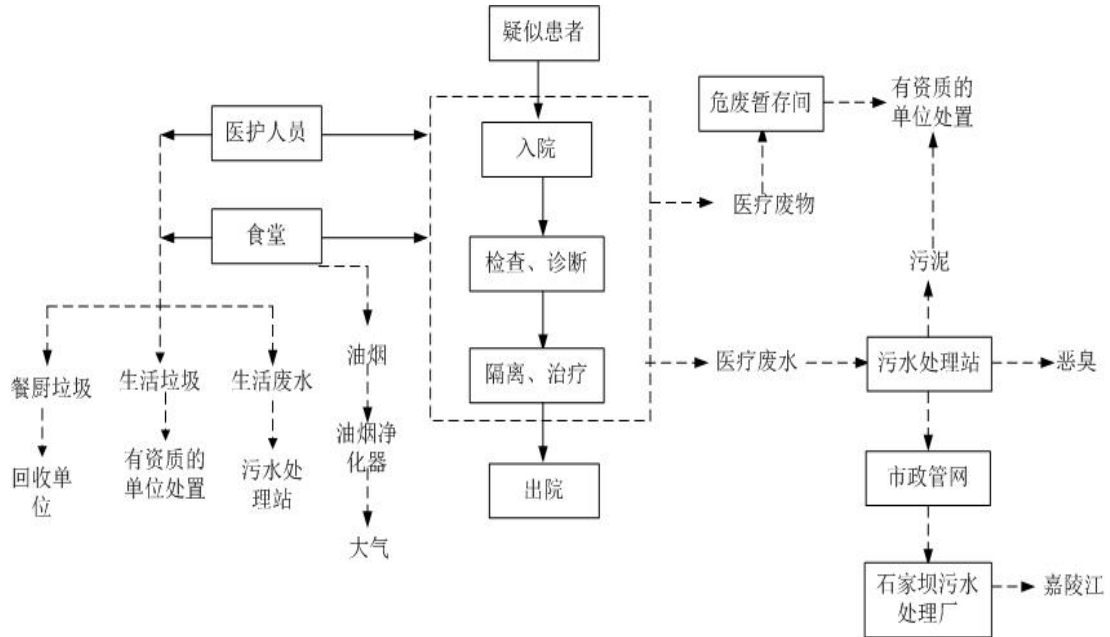 疑似患者
危废暂存间
有资质的
单位处置
医护人员
入院
医疗废物
食堂
检查、诊断
污泥
油烟
隔离、治疗
医疗废水
污水处理站
恶臭
餐厨垃圾
生活垃圾
生活废水
油烟净
化器
回收单
位
有资质的
单位处置
污水处
理站
出院
市政管网
大气
石家坝污水
处理厂
嘉陵江